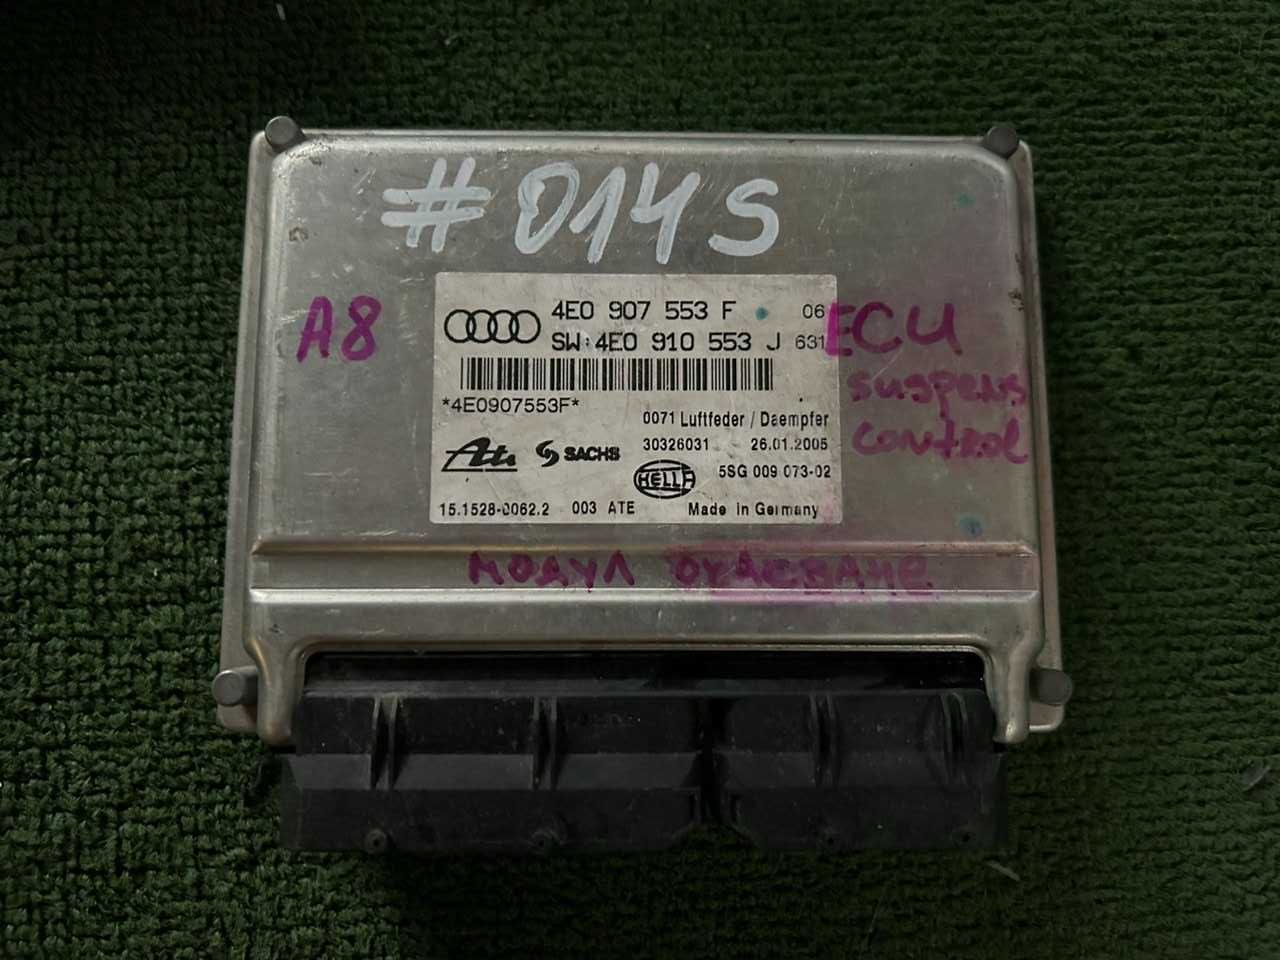 #014S
A8
4E0 907 553 F 06
SW:4E0 910 553 J 631
*4E0907553F*
0071 Luftfeder / Daempfer
30326031 26.01.2005
Ate SACHS HELLA 5SG 009 073-02
15.1528-0062.2 003 ATE Made in Germany
ECU
suspens
control
модул окачване